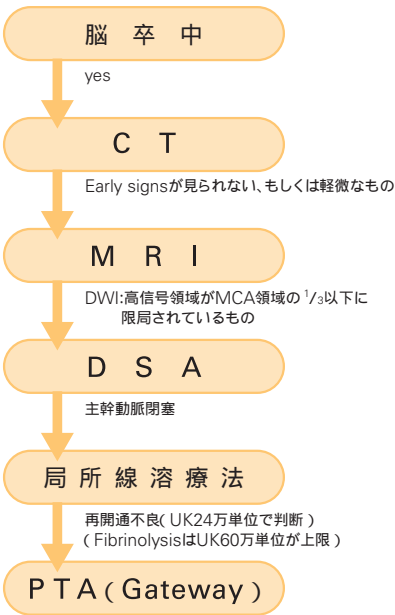 脳卒中
yes
CT
Early signsが見られない、もしくは軽微なもの
MRI
DWI:高信号領域がMCA領域の1/3以下に
限局されているもの
DSA
主幹動脈閉塞
局所線溶療法
再開通不良(UK24万単位で判断)
(FibrinolysisはUK60万単位が上限)
PTA(Gateway)